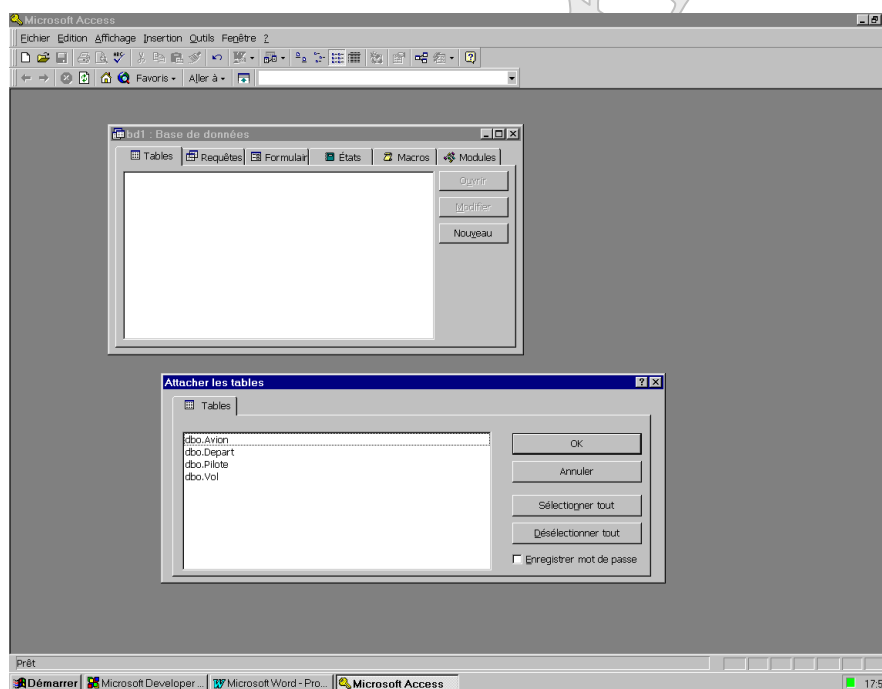 Microsoft Access
Fichier Edition Affichage Insertion Outils Fenêtre ?
Favoris Aller à
bd1 : Base de données
Tables Requêtes Formulair États Macros Modules
Ouvrir
Modifier
Nouveau
Attacher les tables
Tables
dbo.Avion
dbo.Depart
dbo.Pilote
dbo.Vol
OK
Annuler
Sélectionner tout
Désélectionner tout
Enregistrer mot de passe
Prêt
Démarrer Microsoft Developer ... Microsoft Word - Pro... Microsoft Access 17:5